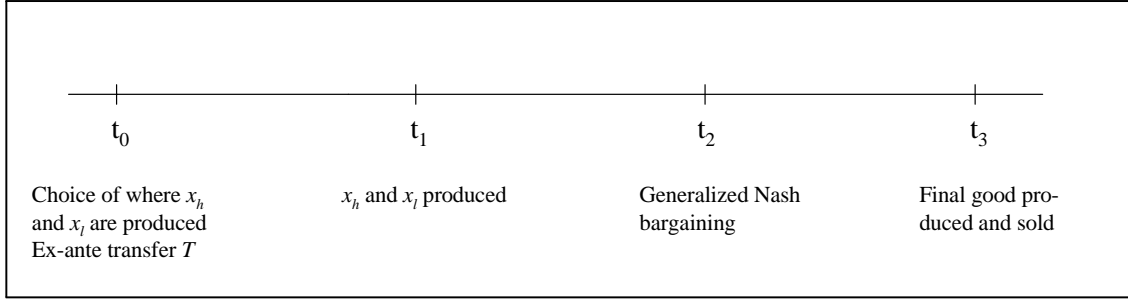 t0
t1
t2
t3
Choice of where xh
and xl are produced
Ex-ante transfer T
xh and xl produced
Generalized Nash
bargaining
Final good pro-
duced and sold